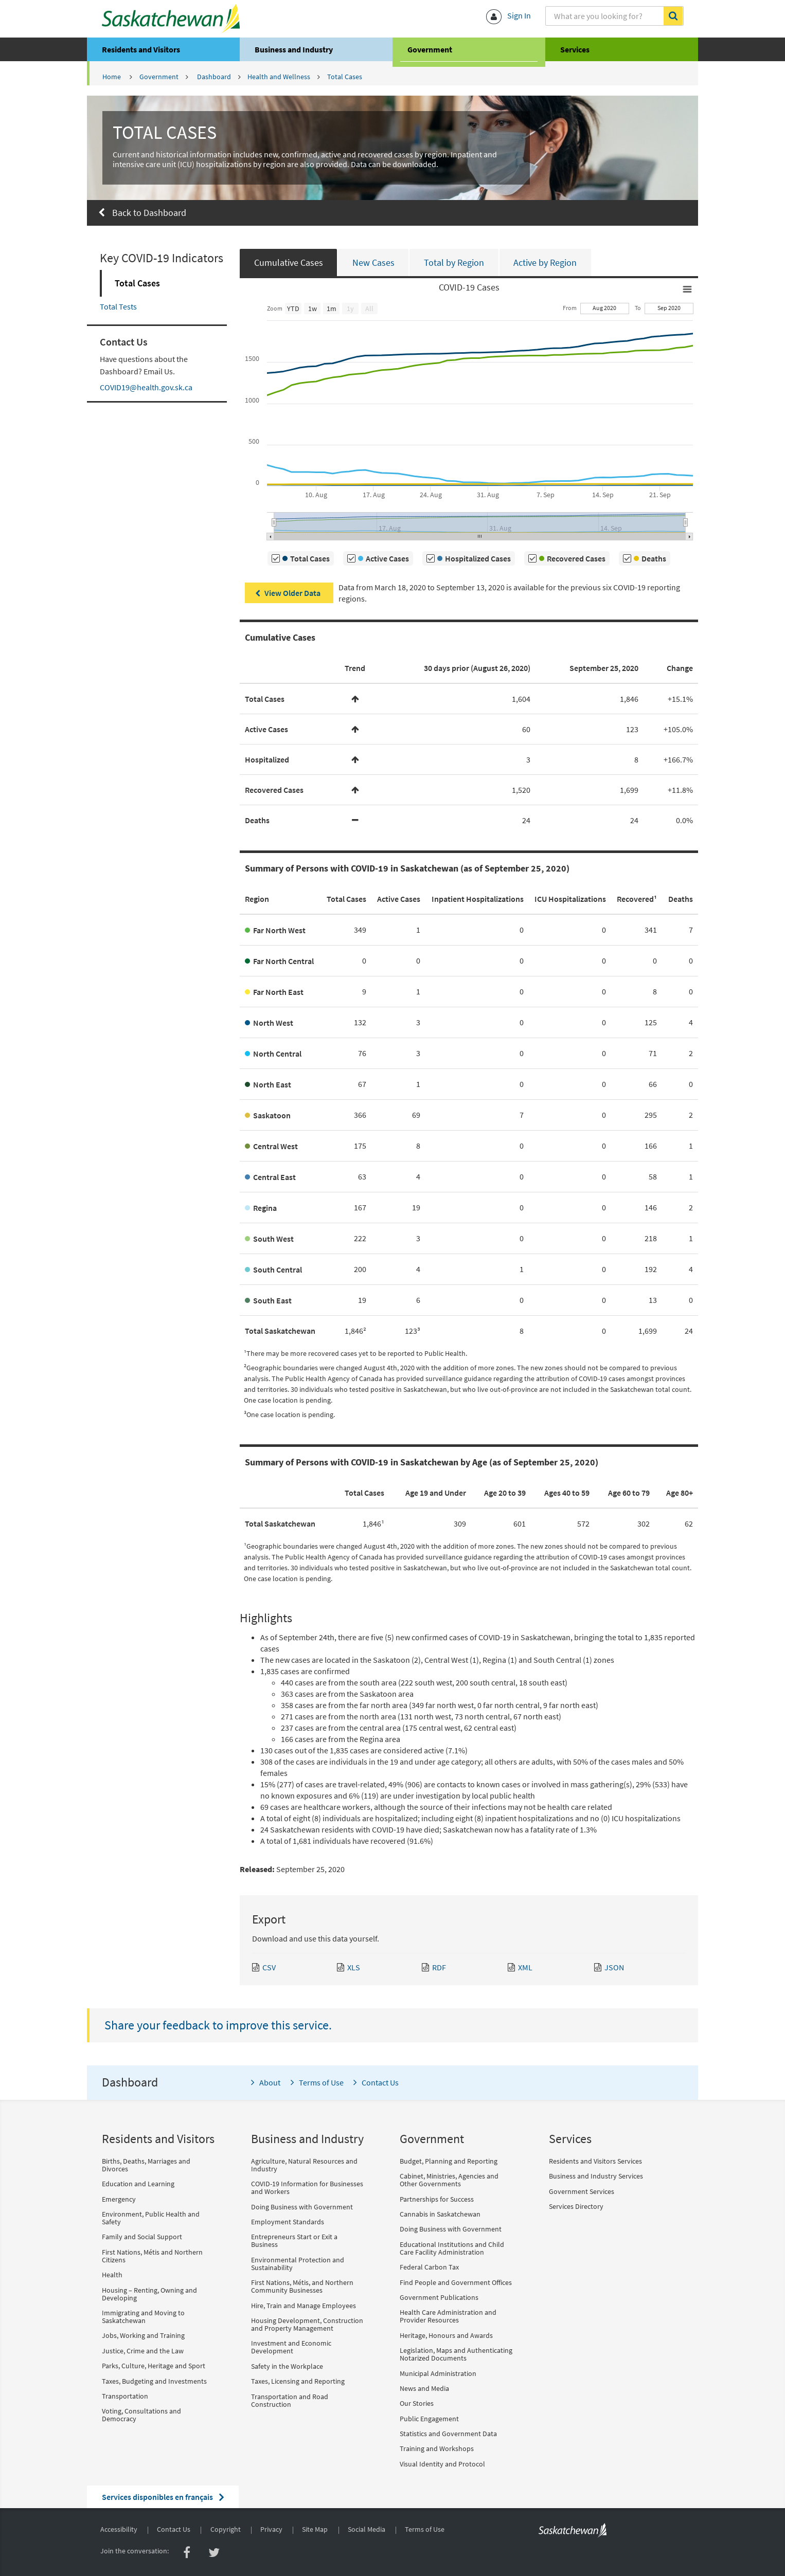 Saskatchewan
Sign In
What are you looking for?
Residents and Visitors
Business and Industry
Government
Services
Home > Government > Dashboard > Health and Wellness > Total Cases
TOTAL CASES
Current and historical information includes new, confirmed, active and recovered cases by region. Inpatient and
intensive care unit (ICU) hospitalizations by region are also provided. Data can be downloaded.
Back to Dashboard
Key COVID-19 Indicators
Total Cases
Total Tests
Contact Us
Have questions about the
Dashboard? Email Us.
COVID19@health.gov.sk.ca
Cumulative Cases
New Cases
Total by Region
Active by Region
COVID-19 Cases
Zoom YTD 1w 1m 1y All
From Aug 2020 To Sep 2020
1500
1000
500
0
10. Aug 17. Aug 24. Aug 31. Aug 7. Sep 14. Sep 21. Sep
17. Aug 31. Aug 14. Sep
Total Cases Active Cases Hospitalized Cases Recovered Cases Deaths
View Older Data
Data from March 18, 2020 to September 13, 2020 is available for the previous six COVID-19 reporting
regions.
Cumulative Cases
Trend 30 days prior (August 26, 2020) September 25, 2020 Change
Total Cases 1,604 1,846 +15.1%
Active Cases 60 123 +105.0%
Hospitalized 3 8 +166.7%
Recovered Cases 1,520 1,699 +11.8%
Deaths 24 24 0.0%
Summary of Persons with COVID-19 in Saskatchewan (as of September 25, 2020)
Region Total Cases Active Cases Inpatient Hospitalizations ICU Hospitalizations Recovered¹ Deaths
Far North West 349 1 0 0 341 7
Far North Central 0 0 0 0 0 0
Far North East 9 1 0 0 8 0
North West 132 3 0 0 125 4
North Central 76 3 0 0 71 2
North East 67 1 0 0 66 0
Saskatoon 366 69 7 0 295 2
Central West 175 8 0 0 166 1
Central East 63 4 0 0 58 1
Regina 167 19 0 0 146 2
South West 222 3 0 0 218 1
South Central 200 4 1 0 192 4
South East 19 6 0 0 13 0
Total Saskatchewan 1,846² 123³ 8 0 1,699 24
¹There may be more recovered cases yet to be reported to Public Health.
²Geographic boundaries were changed August 4th, 2020 with the addition of more zones. The new zones should not be compared to previous
analysis. The Public Health Agency of Canada has provided surveillance guidance regarding the attribution of COVID-19 cases amongst provinces
and territories. 30 individuals who tested positive in Saskatchewan, but who live out-of-province are not included in the Saskatchewan total count.
One case location is pending.
³One case location is pending.
Summary of Persons with COVID-19 in Saskatchewan by Age (as of September 25, 2020)
Total Cases Age 19 and Under Age 20 to 39 Ages 40 to 59 Age 60 to 79 Age 80+
Total Saskatchewan 1,846¹ 309 601 572 302 62
¹Geographic boundaries were changed August 4th, 2020 with the addition of more zones. The new zones should not be compared to previous
analysis. The Public Health Agency of Canada has provided surveillance guidance regarding the attribution of COVID-19 cases amongst provinces
and territories. 30 individuals who tested positive in Saskatchewan, but who live out-of-province are not included in the Saskatchewan total count.
One case location is pending.
Highlights
As of September 24th, there are five (5) new confirmed cases of COVID-19 in Saskatchewan, bringing the total to 1,835 reported
cases
The new cases are located in the Saskatoon (2), Central West (1), Regina (1) and South Central (1) zones
1,835 cases are confirmed
440 cases are from the south area (222 south west, 200 south central, 18 south east)
363 cases are from the Saskatoon area
358 cases are from the far north area (349 far north west, 0 far north central, 9 far north east)
271 cases are from the north area (131 north west, 73 north central, 67 north east)
237 cases are from the central area (175 central west, 62 central east)
166 cases are from the Regina area
130 cases out of the 1,835 cases are considered active (7.1%)
308 of the cases are individuals in the 19 and under age category; all others are adults, with 50% of the cases males and 50%
females
15% (277) of cases are travel-related, 49% (906) are contacts to known cases or involved in mass gathering(s), 29% (533) have
no known exposures and 6% (119) are under investigation by local public health
69 cases are healthcare workers, although the source of their infections may not be health care related
A total of eight (8) individuals are hospitalized; including eight (8) inpatient hospitalizations and no (0) ICU hospitalizations
24 Saskatchewan residents with COVID-19 have died; Saskatchewan now has a fatality rate of 1.3%
A total of 1,681 individuals have recovered (91.6%)
Released: September 25, 2020
Export
Download and use this data yourself.
CSV XLS RDF XML JSON
Share your feedback to improve this service.
Dashboard
About Terms of Use Contact Us
Residents and Visitors
Births, Deaths, Marriages and
Divorces
Education and Learning
Emergency
Environment, Public Health and
Safety
Family and Social Support
First Nations, Métis and Northern
Citizens
Health
Housing – Renting, Owning and
Developing
Immigrating and Moving to
Saskatchewan
Jobs, Working and Training
Justice, Crime and the Law
Parks, Culture, Heritage and Sport
Taxes, Budgeting and Investments
Transportation
Voting, Consultations and
Democracy
Business and Industry
Agriculture, Natural Resources and
Industry
COVID-19 Information for Businesses
and Workers
Doing Business with Government
Employment Standards
Entrepreneurs Start or Exit a
Business
Environmental Protection and
Sustainability
First Nations, Métis, and Northern
Community Businesses
Hire, Train and Manage Employees
Housing Development, Construction
and Property Management
Investment and Economic
Development
Safety in the Workplace
Taxes, Licensing and Reporting
Transportation and Road
Construction
Government
Budget, Planning and Reporting
Cabinet, Ministries, Agencies and
Other Governments
Partnerships for Success
Cannabis in Saskatchewan
Doing Business with Government
Educational Institutions and Child
Care Facility Administration
Federal Carbon Tax
Find People and Government Offices
Government Publications
Health Care Administration and
Provider Resources
Heritage, Honours and Awards
Legislation, Maps and Authenticating
Notarized Documents
Municipal Administration
News and Media
Our Stories
Public Engagement
Statistics and Government Data
Training and Workshops
Visual Identity and Protocol
Services
Residents and Visitors Services
Business and Industry Services
Government Services
Services Directory
Services disponibles en français
Accessibility | Contact Us | Copyright | Privacy | Site Map | Social Media | Terms of Use
Saskatchewan
Join the conversation: